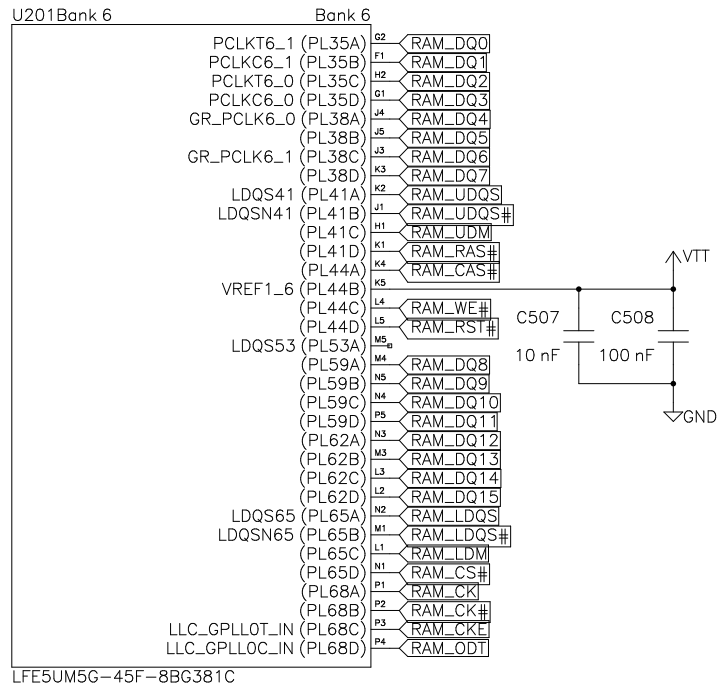 U201Bank 6 Bank 6
PCLKT6_1 (PL35A) G2 RAM_DQ0
PCLKC6_1 (PL35B) F1 RAM_DQ1
PCLKT6_0 (PL35C) H2 RAM_DQ2
PCLKC6_0 (PL35D) G1 RAM_DQ3
GR_PCLK6_0 (PL38A) J4 RAM_DQ4
(PL38B) J5 RAM_DQ5
GR_PCLK6_1 (PL38C) J3 RAM_DQ6
(PL38D) K3 RAM_DQ7
LDQS41 (PL41A) K2 RAM_UDQS
LDQSN41 (PL41B) J1 RAM_UDQS#
(PL41C) H1 RAM_UDM
(PL41D) K1 RAM_RAS#
(PL44A) K4 RAM_CAS#
VTT
VREF1_6 (PL44B) K5
(PL44C) L4 RAM_WE#
(PL44D) L5 RAM_RST#
C507 C508
10 nF 100 nF
LDQS53 (PL53A) M5
(PL59A) M4 RAM_DQ8
(PL59B) N5 RAM_DQ9
(PL59C) N4 RAM_DQ10
(PL59D) P5 RAM_DQ11
GND
(PL62A) N3 RAM_DQ12
(PL62B) M3 RAM_DQ13
(PL62C) L3 RAM_DQ14
(PL62D) L2 RAM_DQ15
LDQS65 (PL65A) N2 RAM_LDQS
LDQSN65 (PL65B) M1 RAM_LDQS#
(PL65C) L1 RAM_LDM
(PL65D) N1 RAM_CS#
(PL68A) P1 RAM_CK
(PL68B) P2 RAM_CK#
LLC_GPLL0T_IN (PL68C) P3 RAM_CKE
LLC_GPLL0C_IN (PL68D) P4 RAM_ODT
LFE5UM5G-45F-8BG381C